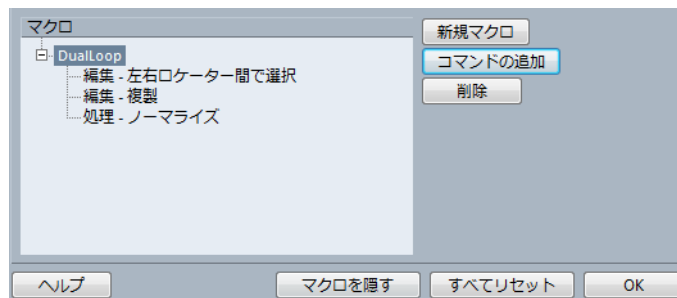 マクロ
DualLoop
編集 - 左右ロケーター間で選択
編集 - 複製
処理 - ノーマライズ
新規マクロ
コマンドの追加
削除
ヘルプ
マクロを隠す
すべてリセット
OK